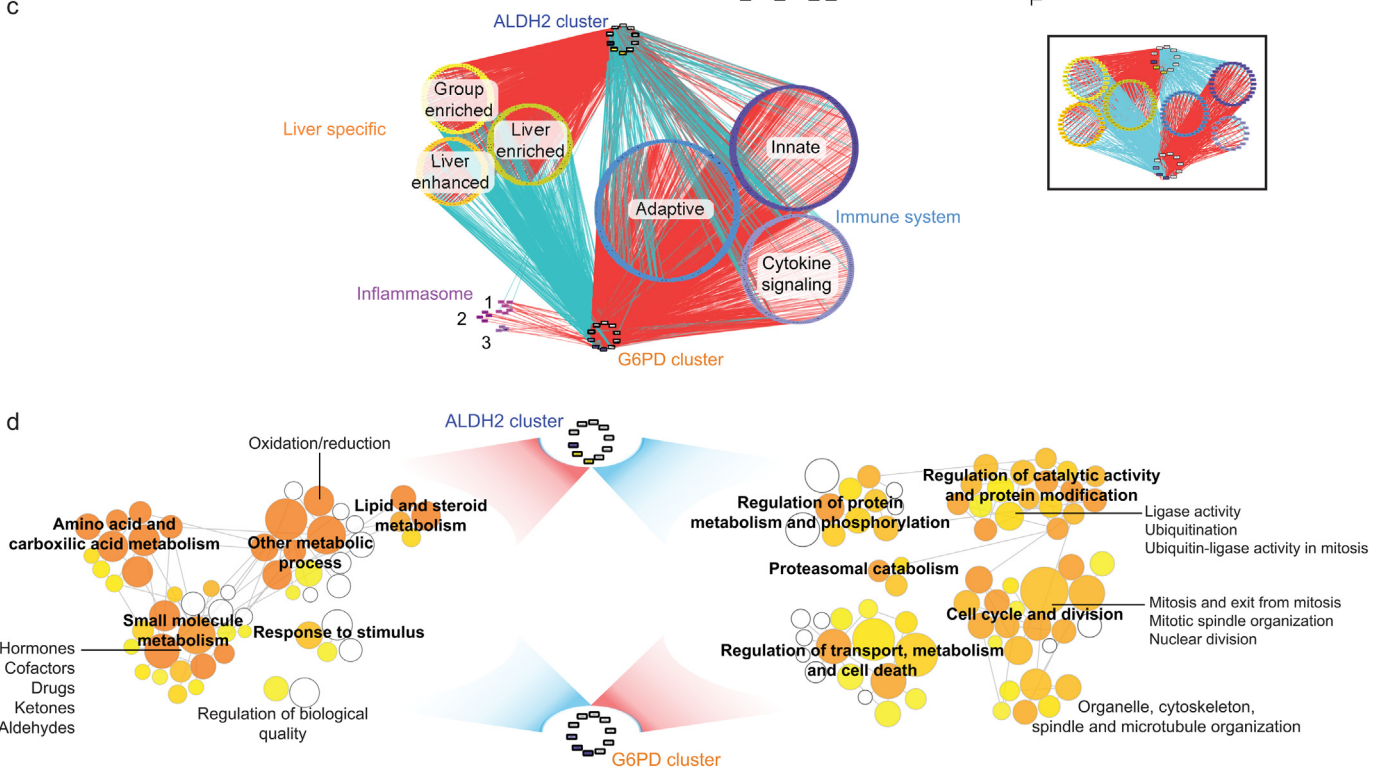 c
ALDH2 cluster
Group
enriched
Liver specific
Liver
enriched
Liver
enhanced
Innate
Adaptive
Immune system
Cytokine
signaling
Inflammasome
1
2
3
G6PD cluster
d
ALDH2 cluster
Oxidation/reduction
Lipid and steroid
metabolism
Amino acid and
carboxilic acid metabolism
Other metabolic
process
Small molecule
metabolism
Response to stimulus
Hormones
Cofactors
Drugs
Ketones
Aldehydes
Regulation of biological
quality
Regulation of protein
metabolism and phosphorylation
Regulation of catalytic activity
and protein modification
Ligase activity
Ubiquitination
Ubiquitin-ligase activity in mitosis
Proteasomal catabolism
Cell cycle and division
Mitosis and exit from mitosis
Mitotic spindle organization
Nuclear division
Regulation of transport, metabolism
and cell death
Organelle, cytoskeleton,
spindle and microtubule organization
G6PD cluster